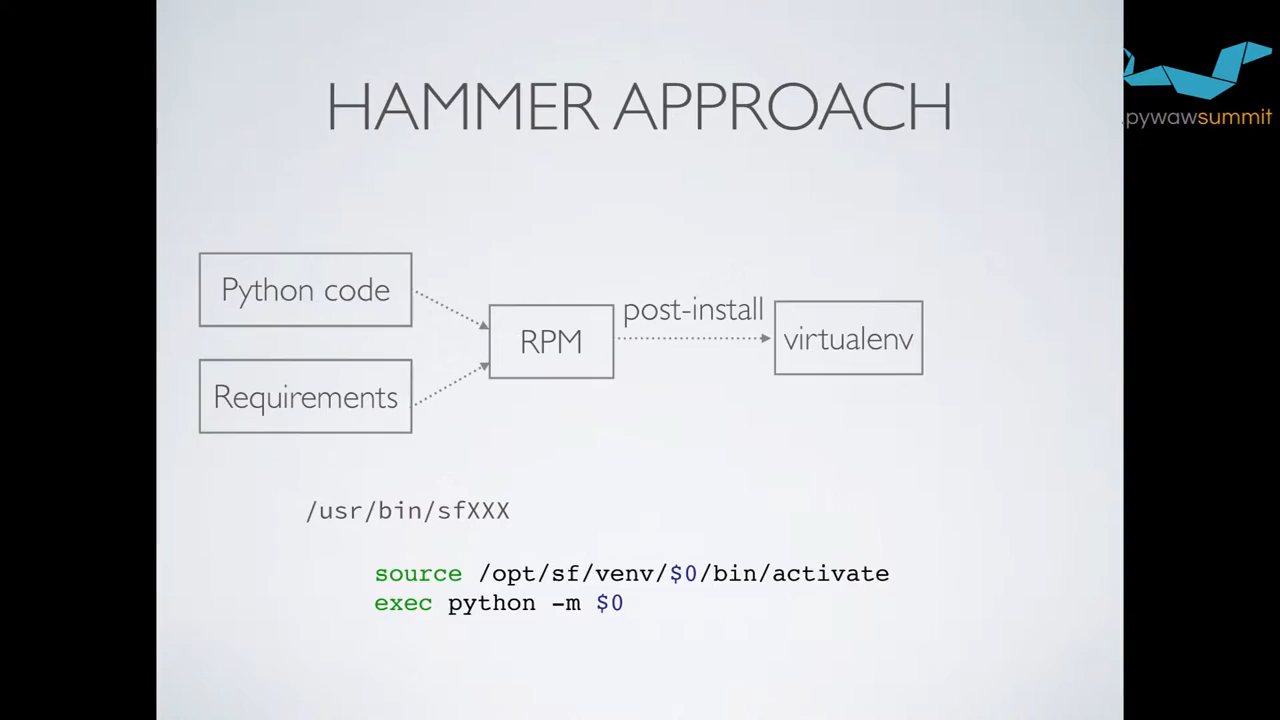 HAMMER APPROACH
pywawsummit
Python code
Requirements
RPM
post-install
virtualenv
/usr/bin/sfXXX
source /opt/sf/venv/$0/bin/activate
exec python -m $0